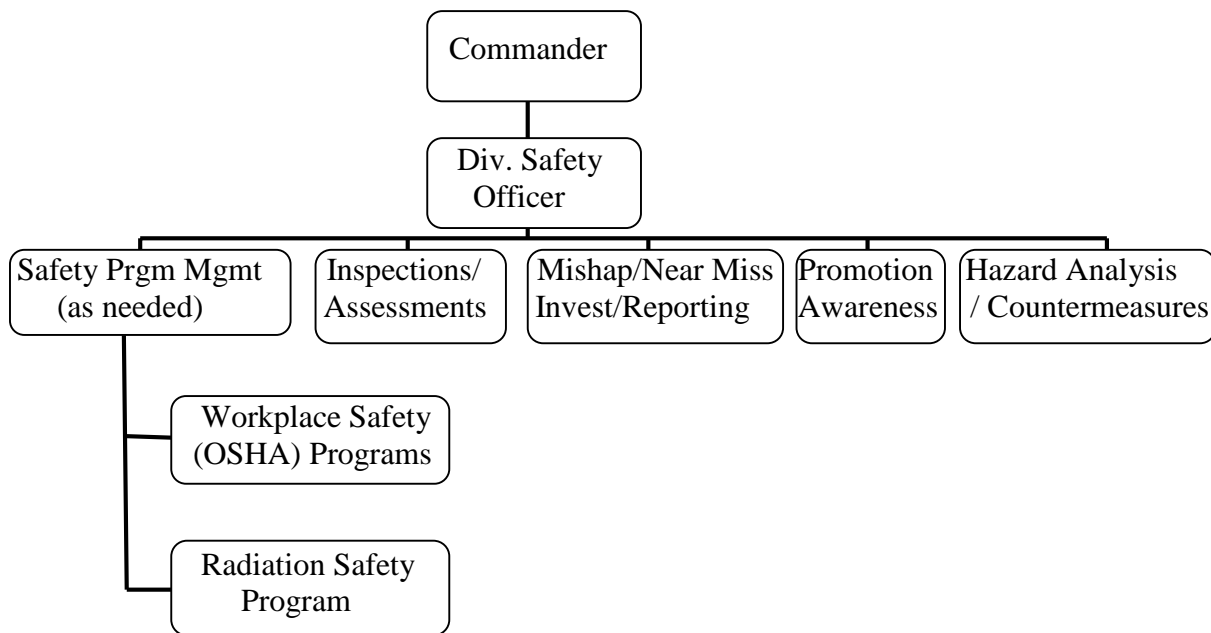 Commander
Div. Safety
Officer
Safety Prgm Mgmt
(as needed)
Inspections/
Assessments
Mishap/Near Miss
Invest/Reporting
Promotion
Awareness
Hazard Analysis
/ Countermeasures
Workplace Safety
(OSHA) Programs
Radiation Safety
Program